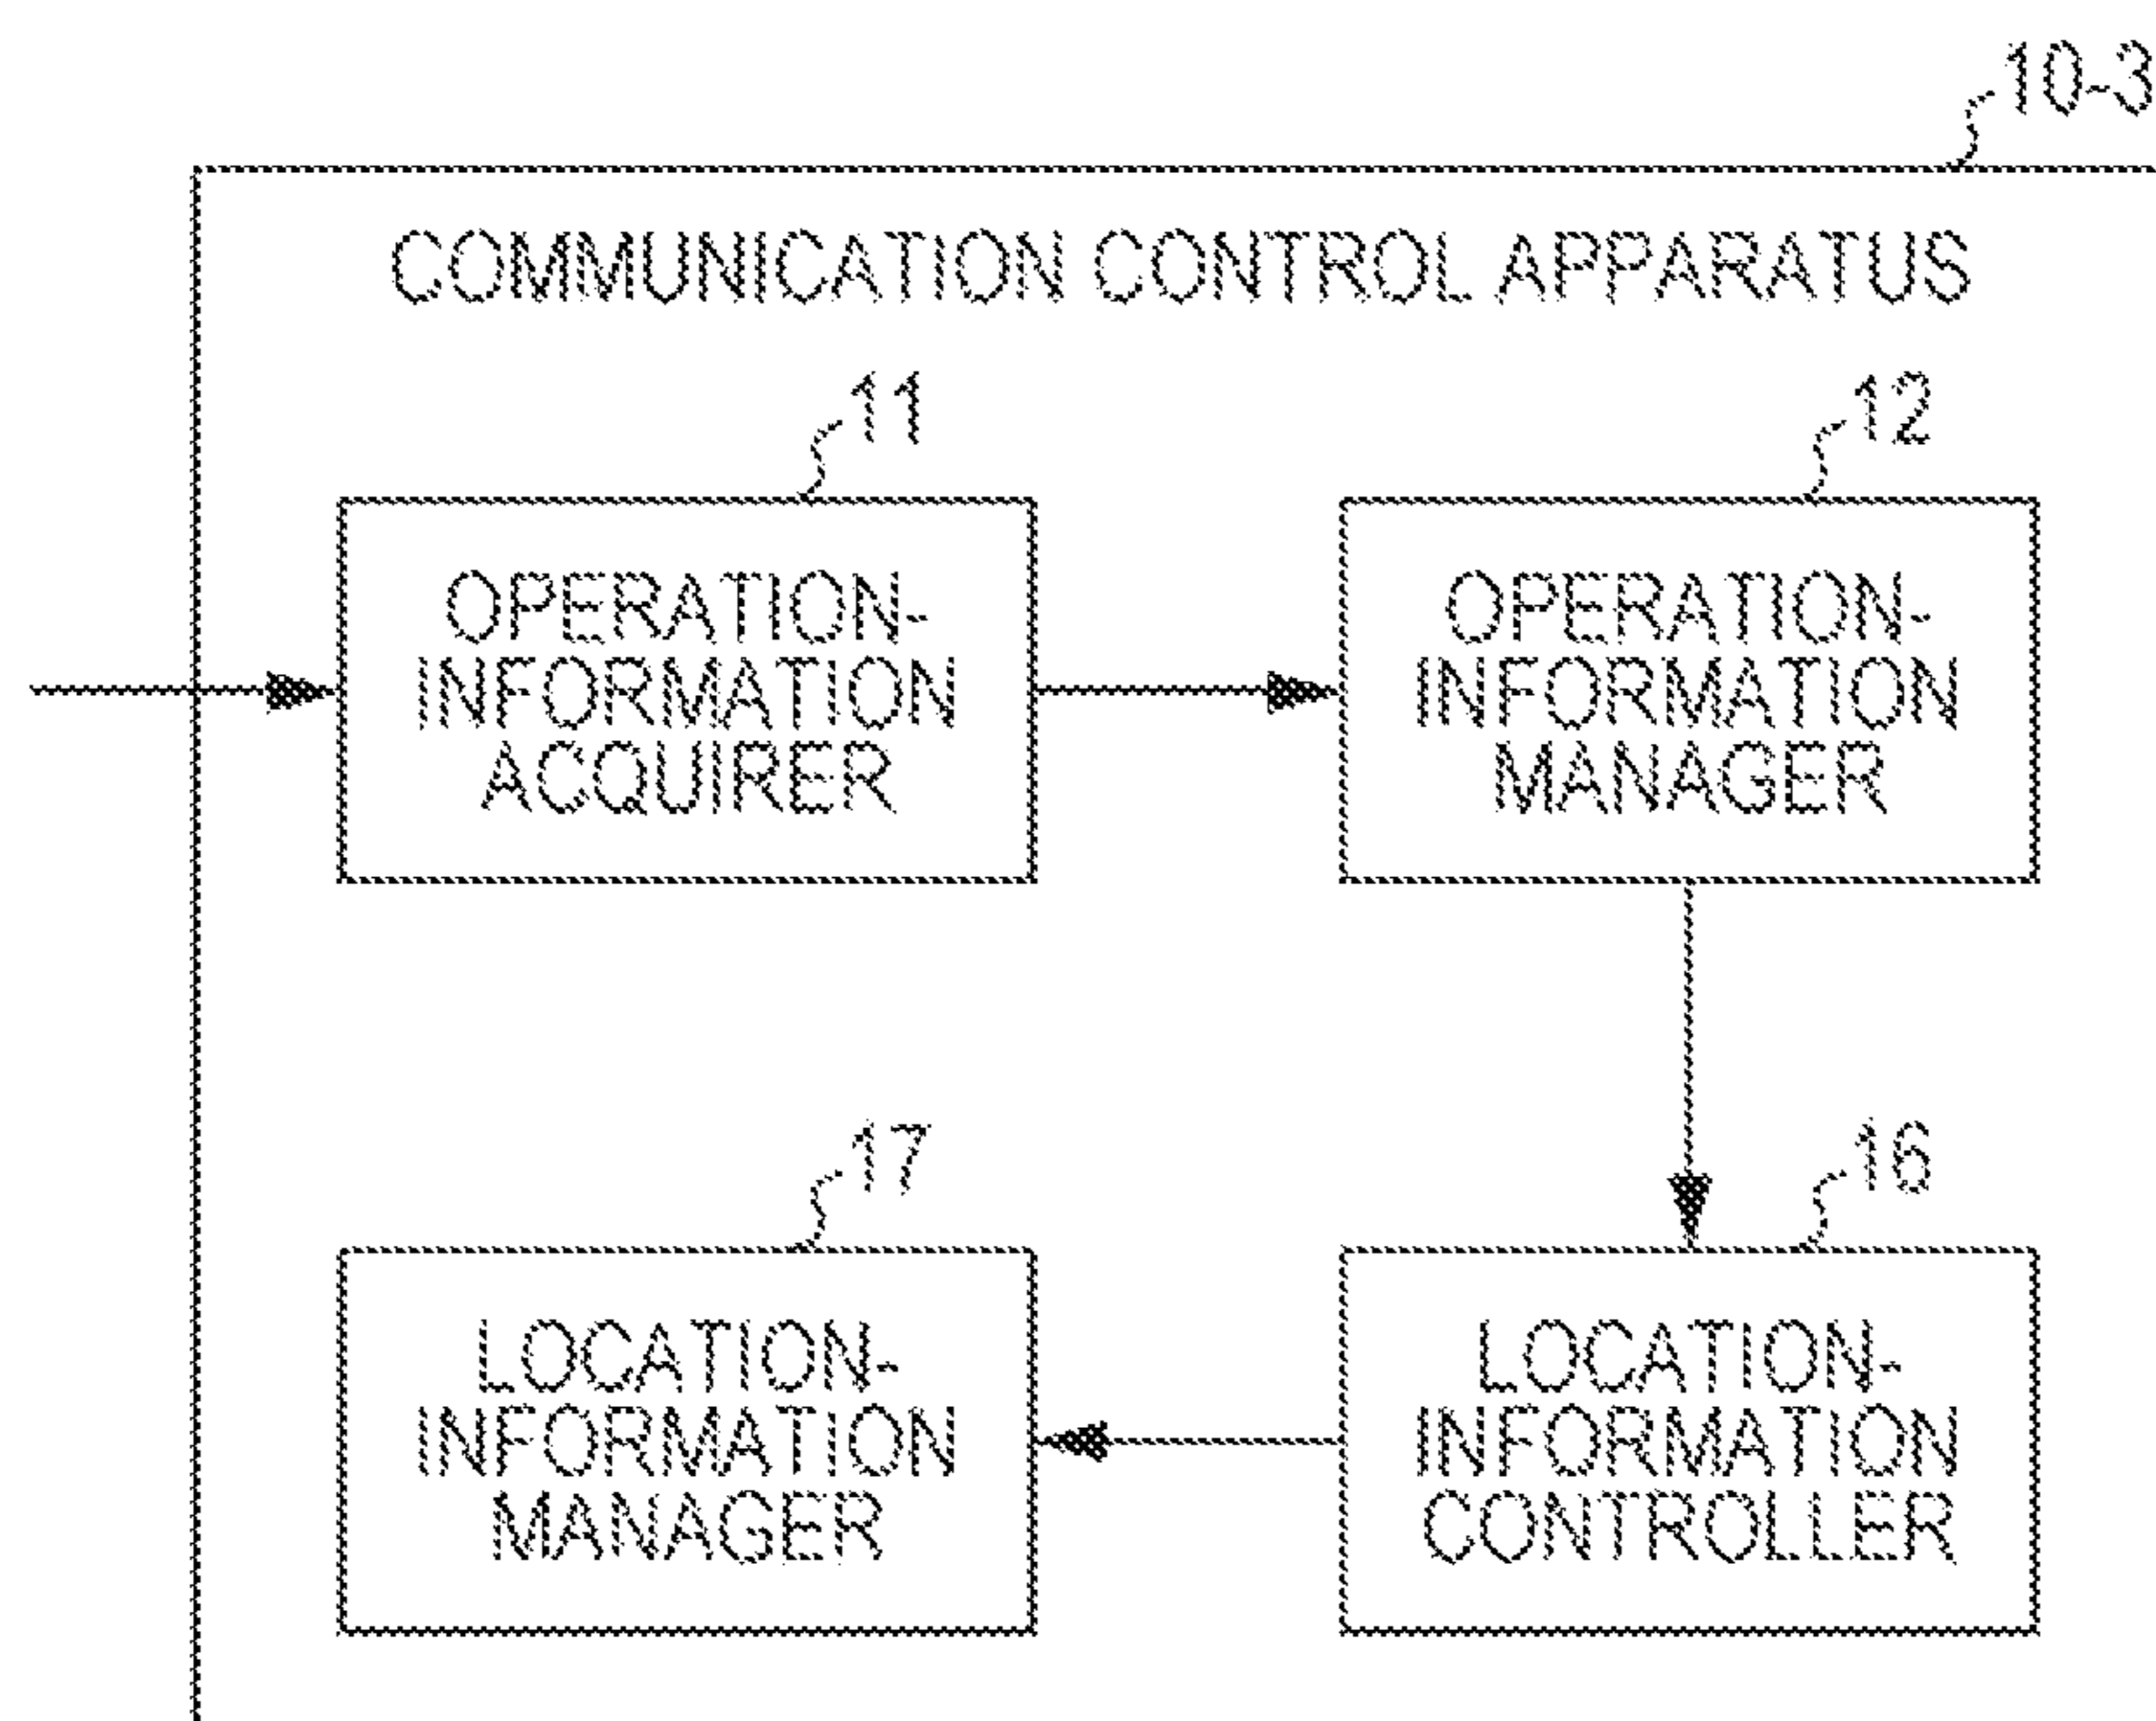 10-3
COMMUNICATION CONTROL APPARATUS
11
OPERATION-
INFORMATION
ACQUIRER
12
OPERATION-
INFORMATION
MANAGER
17
LOCATION-
INFORMATION
MANAGER
16
LOCATION-
INFORMATION
CONTROLLER